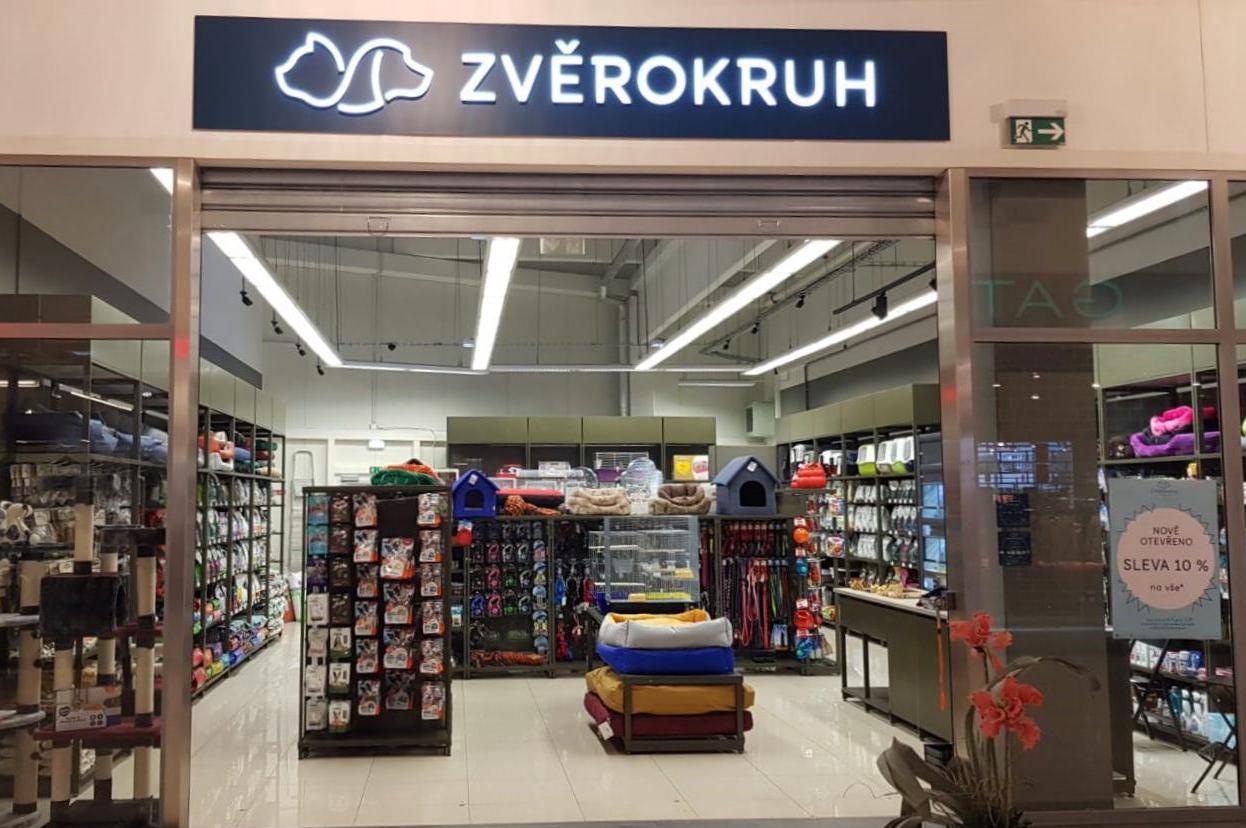 ZVĚROKRUH
NOVĚ
OTEVŘENO
SLEVA 10 %
na vše*